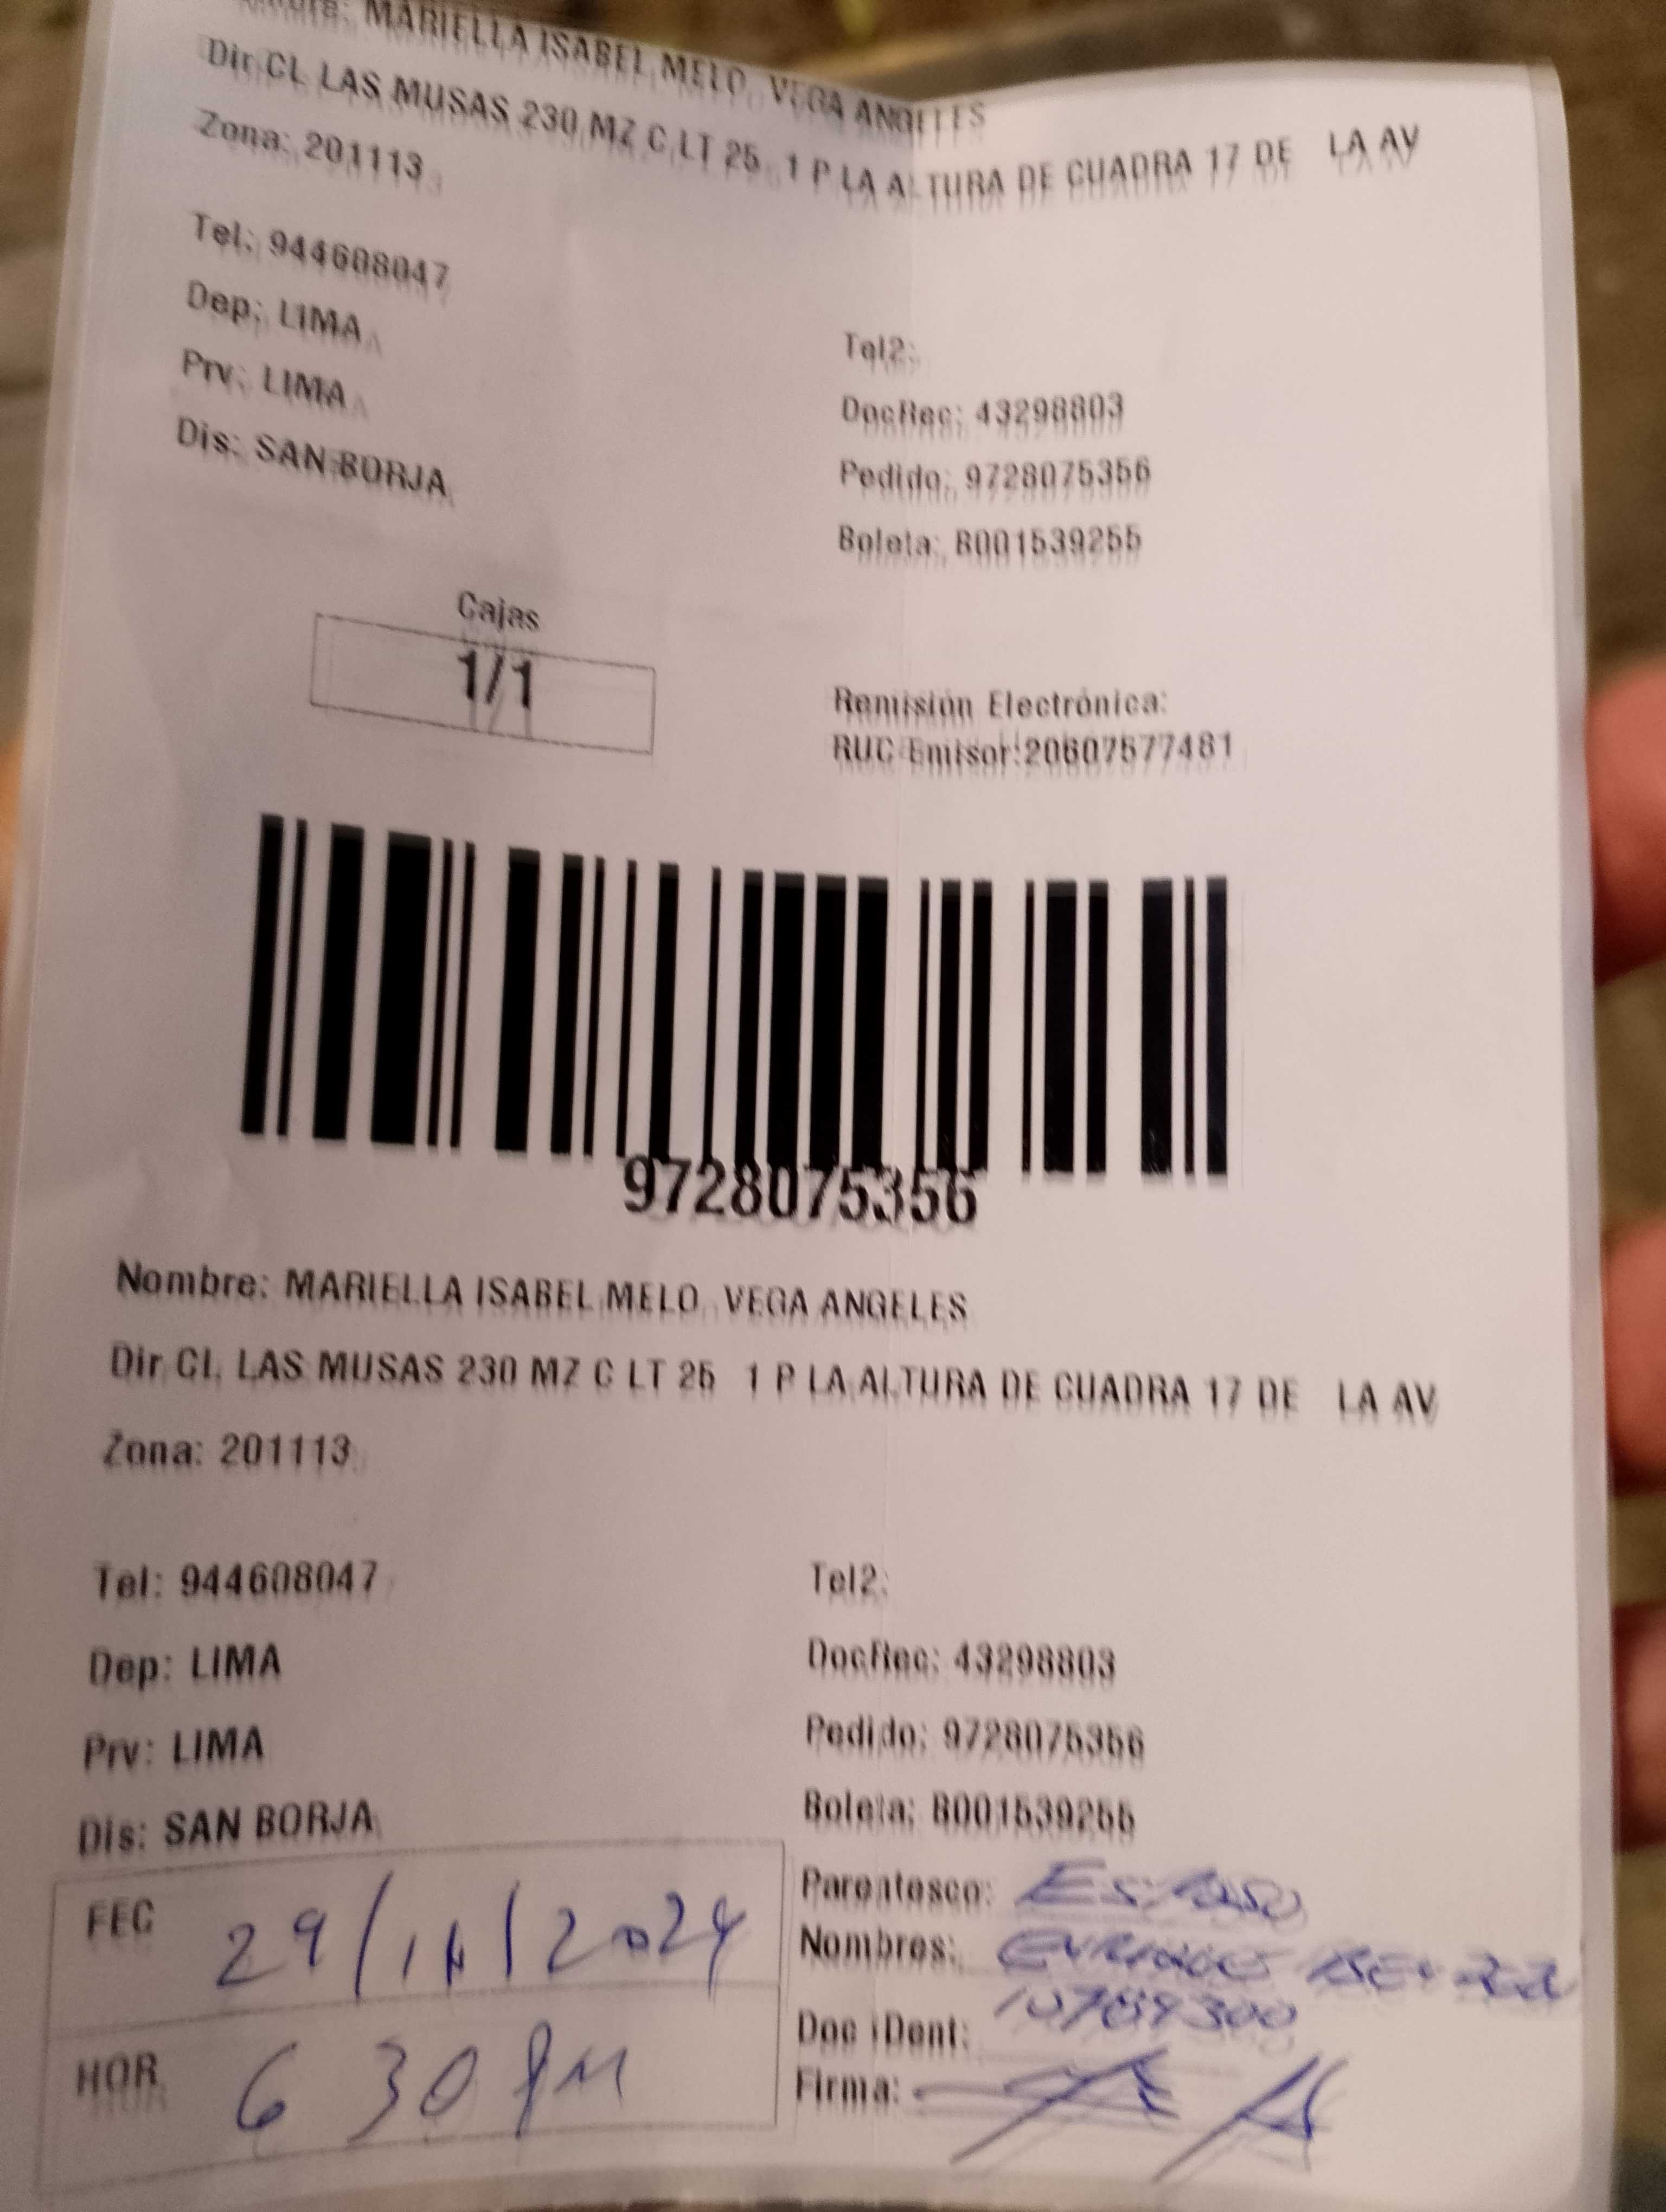 MARIELLA ISABEL MELO VEGA ANGELES
Dir CL LAS MUSAS 230 MZ C LT 25 1 P LA ALTURA DE CUADRA 17 DE LA AV
Zona: 201113
Tel: 944608047
Dep: LIMA
Prv: LIMA
Dis: SAN BORJA
Tel2:
DocRec: 43298803
Pedido: 9728075356
Boleta: B001539255
Cajas
1/1
Remisión Electrónica:
RUC Emisor:20607577481
9728075356
Nombre: MARIELLA ISABEL MELO VEGA ANGELES
Dir CL LAS MUSAS 230 MZ C LT 25 1 P LA ALTURA DE CUADRA 17 DE LA AV
Zona: 201113
Tel: 944608047
Dep: LIMA
Prv: LIMA
Dis: SAN BORJA
Tel2:
DocRec: 43298803
Pedido: 9728075356
Boleta: B001539255
FEC 29/11/2024
HOR 6 30 PM
Parentesco: Esposo
Nombres: ENRIQUE
Doc iDent:
Firma: